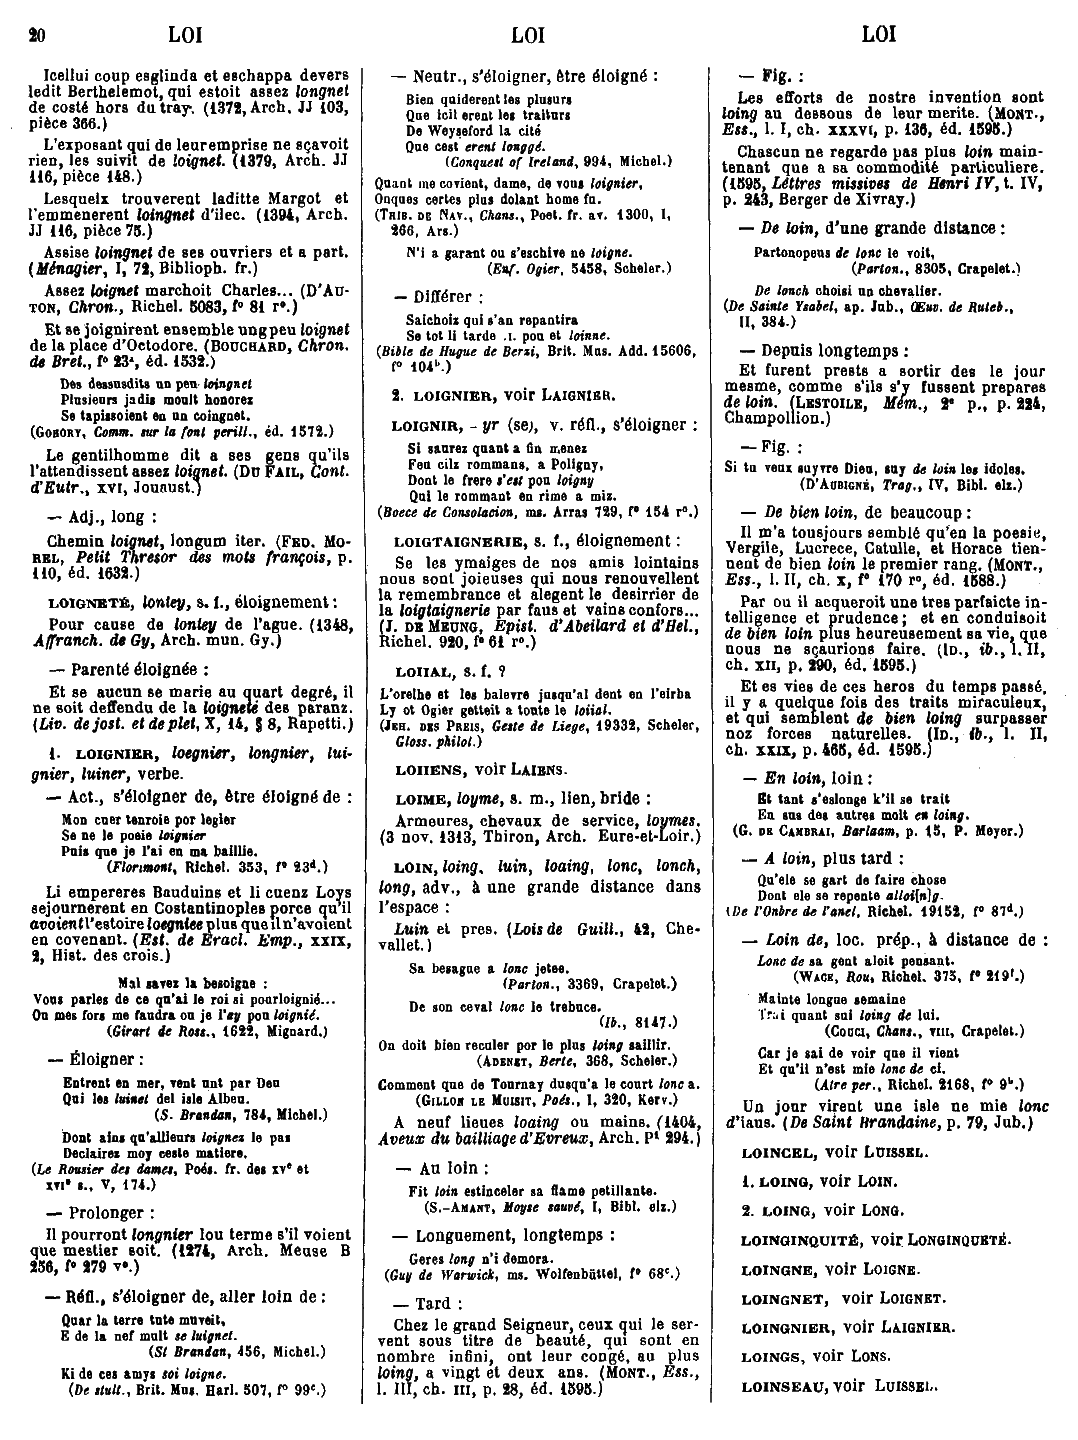 20 LOI LOI LOI
Icellui coup esglinda et eschappa devers
ledit Berthelemot, qui estoit assez longnet
de costé hors du tray. (1372, Arch. JJ 103,
pièce 366.)
L'exposant qui de leur emprise ne sçavoit
rien, les suivit de loignet. (1379, Arch. JJ
116, pièce 148.)
Lesqueix trouverent laditte Margot et
l'emmenerent loingnet d'ilec. (1394, Arch.
JJ 116, pièce 75.)
Assise loingnet de ses ouvriers et a part.
(Ménagier, I, 72, Biblioph. fr.)
Assez loignet marchoit Charles... (D'AU-
TON, Chron., Richel. 5083, f° 81 r°.)
Et se joignirent ensemble ung peu loignet
de la place d'Octodore. (BOUCHARD, Chron.
de Bret., f° 23ᵃ, éd. 1532.)
Des dessusdits un peu loingnet
Plusieurs jadis moult honorez
Se tapissoient en un coingnet.
(GOHORY, Comm. sur la font perill., éd. 1572.)
Le gentilhomme dit a ses gens qu'ils
l'attendissent assez loignet. (DU FAIL, Cont.
d'Eutr., XVI, Jouaust.)
— Adj., long :
Chemin loignet, longum iter. (FED. MO-
REL, Petit Thresor des mots françois, p.
110, éd. 1632.)
LOIGNETÉ, lontey, s. f., éloignement :
Pour cause de lontey de l'ague. (1348,
Affranch. de Gy, Arch. mun. Gy.)
— Parenté éloignée :
Et se aucun se marie au quart degré, il
ne soit deffendu de la loigneté des paranz.
(Liv. de jost. et de plet, X, 14, § 8, Rapetti.)
1. LOIGNIER, loegnier, longnier, lui-
gnier, luiner, verbe.
— Act., s'éloigner de, être éloigné de :
Mon cuer tenroie por legier
Se ne le poeie loignier
Puis que je l'ai en ma baillie.
(Florimont, Richel. 353, f° 23ᵈ.)
Li empereres Bauduins et li cuenz Loys
sejournerent en Costantinoples porce qu'il
avoient l'estoire loegniee plus que il n'avoient
en covenant. (Est. de Eracl. Emp., XXIX,
2, Hist. des crois.)
Mal savez la besoigne :
Vous parles de ce qu'ai le roi si pourloignié...
Ou mes fors me faudra ou je l'ay pou loignié.
(Girart de Ross., 1622, Mignard.)
— Éloigner :
Entrent en mer, vent unt par Deu
Qui les luinet del isle Albeu.
(S. Brandan, 784, Michel.)
Dont ains qu'ailleurs loignez le pas
Declairez moy ceste matiere.
(Le Rousier des dames, Poés. fr. des XVᵉ et
XVIᵉ s., V, 174.)
— Prolonger :
Il pourront longnier lou terme s'il voient
que mestier soit. (1274, Arch. Meuse B
256, f° 279 v°.)
— Réfl., s'éloigner de, aller loin de :
Quar la terre tute muveit,
E de la nef mult se luignet.
(St Brandan, 456, Michel.)
Ki de ces amys soi loigne.
(De stult., Brit. Mus. Harl. 507, f° 99ᶜ.)
— Neutr., s'éloigner, être éloigné :
Bien quiderent les plusurs
Que icil erent les traiturs
De Weyseford la cité
Que cest erent longgé.
(Conquest of Ireland, 994, Michel.)
Quant me covient, dame, de vous loignier,
Onques certes plus dolant home fu.
(THIB. DE NAV., Chans., Poet. fr. av. 1300, I,
266, Ars.)
N'i a garant ou s'eschive ne loigne.
(Enf. Ogier, 5458, Scheler.)
— Différer :
Saichoiz qui s'an repantira
Se tot li tarde .I. pou et loinne.
(Bible de Hugue de Berzi, Brit. Mus. Add. 15606,
f° 104ᵇ.)
2. LOIGNIER, voir LAIGNIER.
LOIGNIR, - yr (se), v. réfl., s'éloigner :
Si saurez quant a fin menez
Feu cilz rommans, a Poligny,
Dont le frere s'est pou loigny
Qui le rommant en rime a miz.
(Boece de Consolacion, ms. Arras 729, f° 154 r°.)
LOIGTAIGNERIE, s. f., éloignement :
Se les ymaiges de nos amis lointains
nous sont joieuses qui nous renouvellent
la remembrance et alegent le desirrier de
la loigtaignerie par faus et vains confors...
(J. DE MEUNG, Epist. d'Abeilard et d'Hel.,
Richel. 920, f° 61 r°.)
LOIIAL, s. f. ?
L'orelhe et les balevre jusqu'al dent en l'eirba
Ly ot Ogier getteit a toute le loiial.
(JEH. DES PREIS, Geste de Liege, 19332, Scheler,
Gloss. philol.)
LOIIENS, voir LAIENS.
LOIME, loyme, s. m., lien, bride :
Armeures, chevaux de service, loymes.
(3 nov. 1313, Thiron, Arch. Eure-et-Loir.)
LOIN, loing, luin, loaing, lonc, lonch,
long, adv., à une grande distance dans
l'espace :
Luin et pres. (Lois de Guill., 42, Che-
vallet.)
Sa besague a lonc jetee.
(Parton., 3369, Crapelet.)
De son ceval lonc le trebuce.
(Ib., 8147.)
On doit bien reculer por le plus loing saillir.
(ADENET, Berte, 368, Scheler.)
Comment que de Tournay dusqu'a le court lonc a.
(GILLON LE MUISIT, Poés., I, 320, Kerv.)
A neuf lieues loaing ou mains. (1404,
Aveux du bailliage d'Evreux, Arch. P¹ 294.)
— Au loin :
Fit loin estinceler sa flame petillante.
(S.-AMANT, Moyse sauvé, I, Bibl. elz.)
— Longuement, longtemps :
Geres long n'i demora.
(Guy de Warwick, ms. Wolfenbüttel, f° 68ᶜ.)
— Tard :
Chez le grand Seigneur, ceux qui le ser-
vent sous titre de beauté, qui sont en
nombre infini, ont leur congé, au plus
loing, a vingt et deux ans. (MONT., Ess.,
l. III, ch. III, p. 28, éd. 1595.)
— Fig. :
Les efforts de nostre invention sont
loing au dessous de leur merite. (MONT.,
Ess., l. I, ch. XXXVI, p. 136, éd. 1595.)
Chascun ne regarde pas plus loin main-
tenant que a sa commodité particuliere.
(1595, Lettres missives de Henri IV, t. IV,
p. 243, Berger de Xivray.)
— De loin, d'une grande distance :
Partonopeus de lonc le voit,
(Parton., 8305, Crapelet.)
De lonch choisi un chevalier.
(De Sainte Ysabel, ap. Jub., Œuv. de Ruteb.,
II, 384.)
— Depuis longtemps :
Et furent prests a sortir des le jour
mesme, comme s'ils s'y fussent prepares
de loin. (LESTOILE, Mém., 2ᵉ p., p. 224,
Champollion.)
— Fig. :
Si tu veux suyvre Dieu, suy de loin les idoles.
(D'AUBIGNÉ, Trag., IV, Bibl. elz.)
— De bien loin, de beaucoup :
Il m'a tousjours semblé qu'en la poesie,
Vergile, Lucrece, Catulle, et Horace tien-
nent de bien loin le premier rang. (MONT.,
Ess., l. II, ch. X, f° 170 r°, éd. 1588.)
Par ou il acqueroit une tres parfaicte in-
telligence et prudence ; et en conduisoit
de bien loin plus heureusement sa vie, que
nous ne sçaurions faire. (ID., ib., l. II,
ch. XII, p. 290, éd. 1595.)
Et es vies de ces heros du temps passé,
il y a quelque fois des traits miraculeux,
et qui semblent de bien loing surpasser
noz forces naturelles. (ID., ib., l. II,
ch. XXIX, p. 465, éd. 1595.)
— En loin, loin :
Et tant s'eslonge k'il se trait
En sus des autres molt en loing.
(G. DE CAMBRAI, Barlaam, p. 15, P. Meyer.)
— A loin, plus tard :
Qu'ele se gart de faire chose
Dont ele se repente alloi[n]g.
(De l'Onbre de l'anel, Richel. 19152, f° 87ᵈ.)
— Loin de, loc. prép., à distance de :
Lonc de sa gent aloit pensant.
(WACE, Rou, Richel. 375, f° 219ᶠ.)
Mainte longue semaine
Trai quant sui loing de lui.
(COUCI, Chans., VIII, Crapelet.)
Car je sai de voir que il vient
Et qu'il n'est mie lonc de ci.
(Atre per., Richel. 2168, f° 9ᵇ.)
Un jour virent une isle ne mie lonc
d'iaus. (De Saint Brandaine, p. 79, Jub.)
LOINCEL, voir LUISSEL.
1. LOING, voir LOIN.
2. LOING, voir LONG.
LOINGINQUITÉ, voir LONGINQUETÉ.
LOINGNE, voir LOIGNE.
LOINGNET, voir LOIGNET.
LOINGNIER, voir LAIGNIER.
LOINGS, voir LONS.
LOINSEAU, voir LUISSEL.